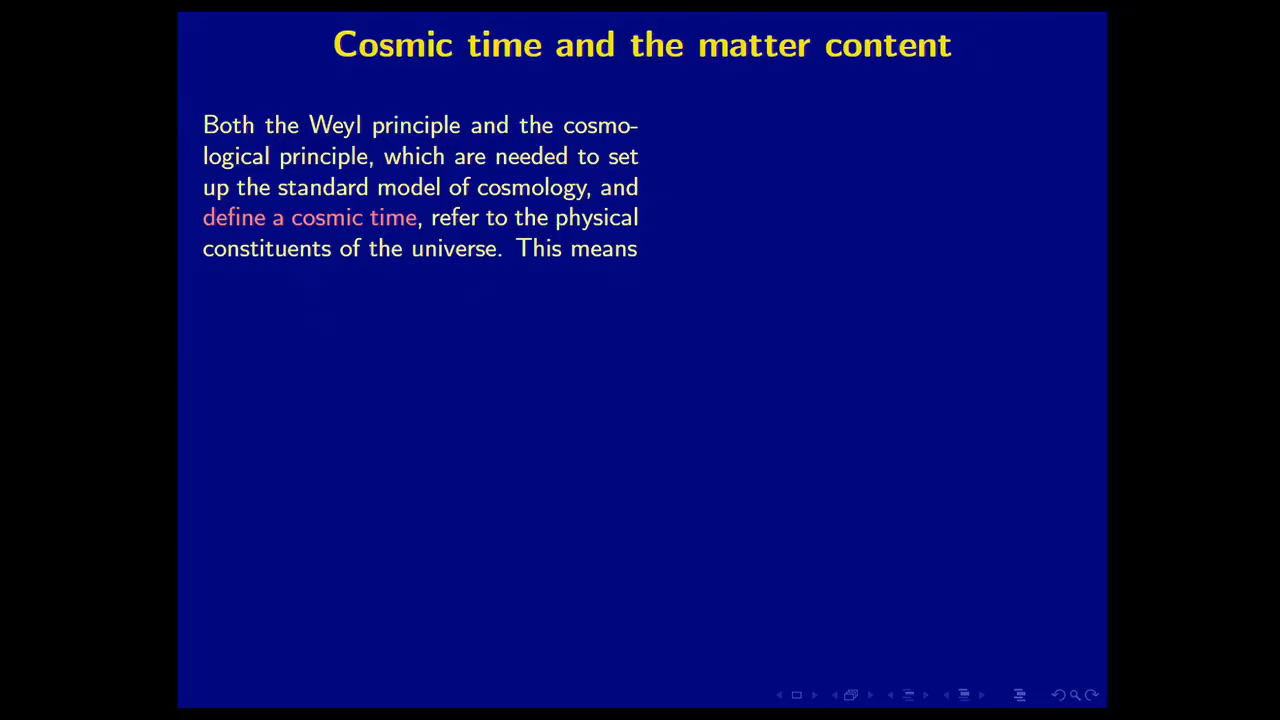 Cosmic time and the matter content
Both the Weyl principle and the cosmo-
logical principle, which are needed to set
up the standard model of cosmology, and
define a cosmic time, refer to the physical
constituents of the universe. This means